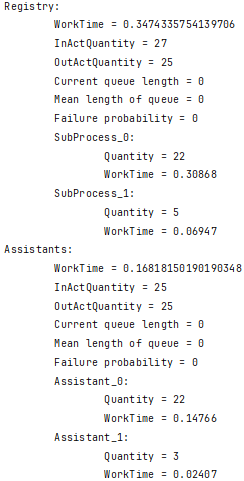 Registry:
WorkTime = 0.3474335754139706
InActQuantity = 27
OutActQuantity = 25
Current queue length = 0
Mean length of queue = 0
Failure probability = 0
SubProcess_0:
Quantity = 22
WorkTime = 0.30868
SubProcess_1:
Quantity = 5
WorkTime = 0.06947
Assistants:
WorkTime = 0.16818150190190348
InActQuantity = 25
OutActQuantity = 25
Current queue length = 0
Mean length of queue = 0
Failure probability = 0
Assistant_0:
Quantity = 22
WorkTime = 0.14766
Assistant_1:
Quantity = 3
WorkTime = 0.02407